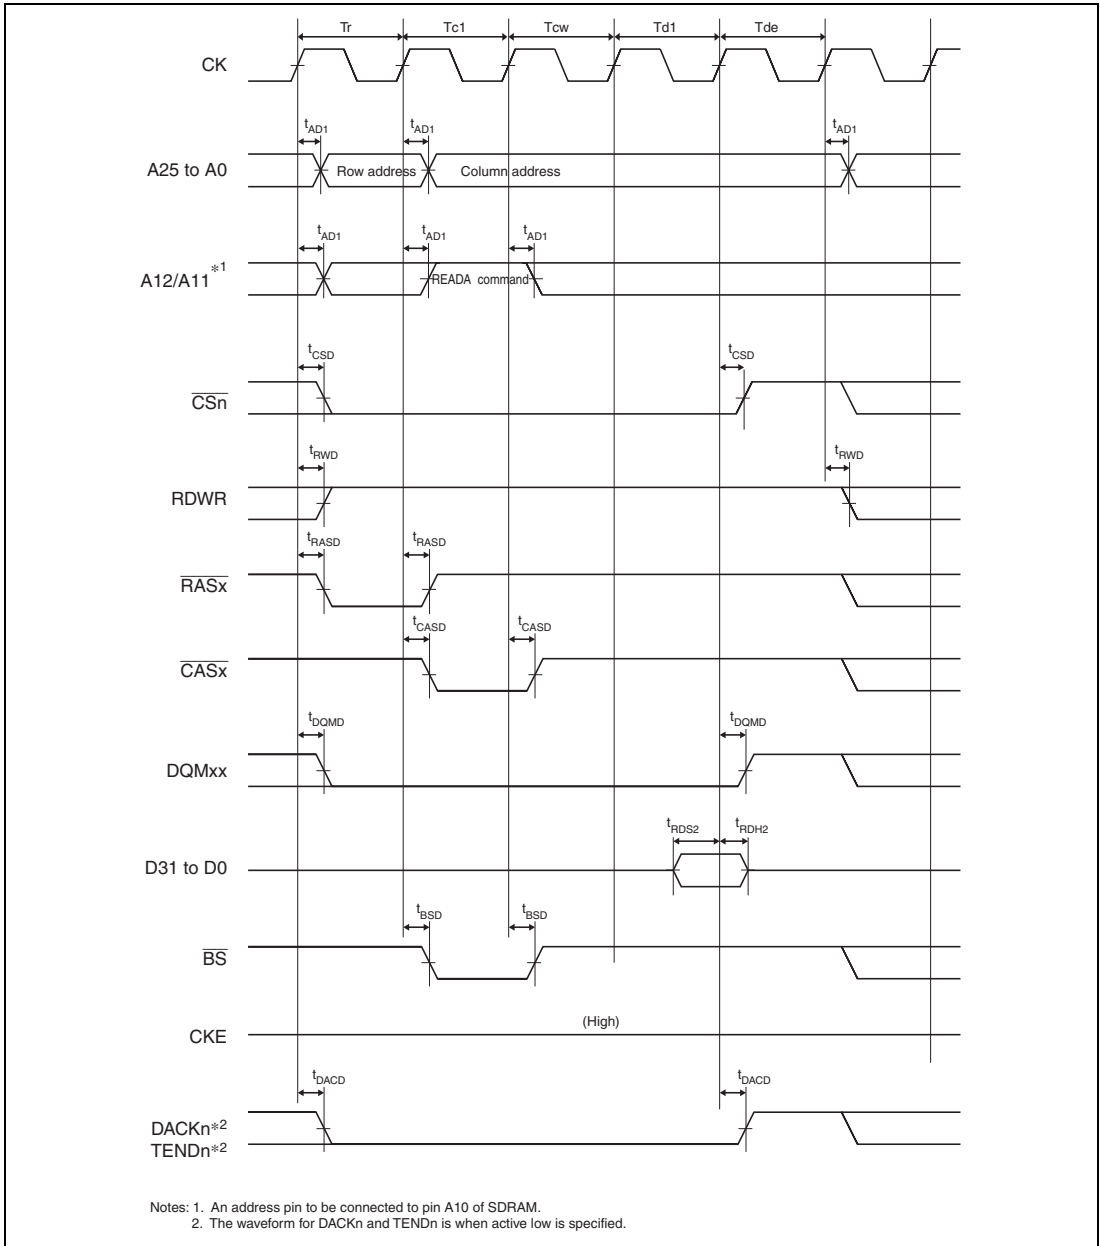 Tr Tc1 Tcw Td1 Tde
CK
tAD1 tAD1 tAD1
A25 to A0 Row address Column address
tAD1 tAD1 tAD1
A12/A11*1 READA command
tCSD tCSD
CSn
tRWD tRWD
RDWR
tRASD tRASD
RASx
tCASD tCASD
CASx
tDQMD tDQMD
DQMxx
tRDS2 tRDH2
D31 to D0
tBSD tBSD
BS
(High)
CKE
tDACD tDACD
DACKn*2
TENDn*2
Notes: 1. An address pin to be connected to pin A10 of SDRAM.
2. The waveform for DACKn and TENDn is when active low is specified.